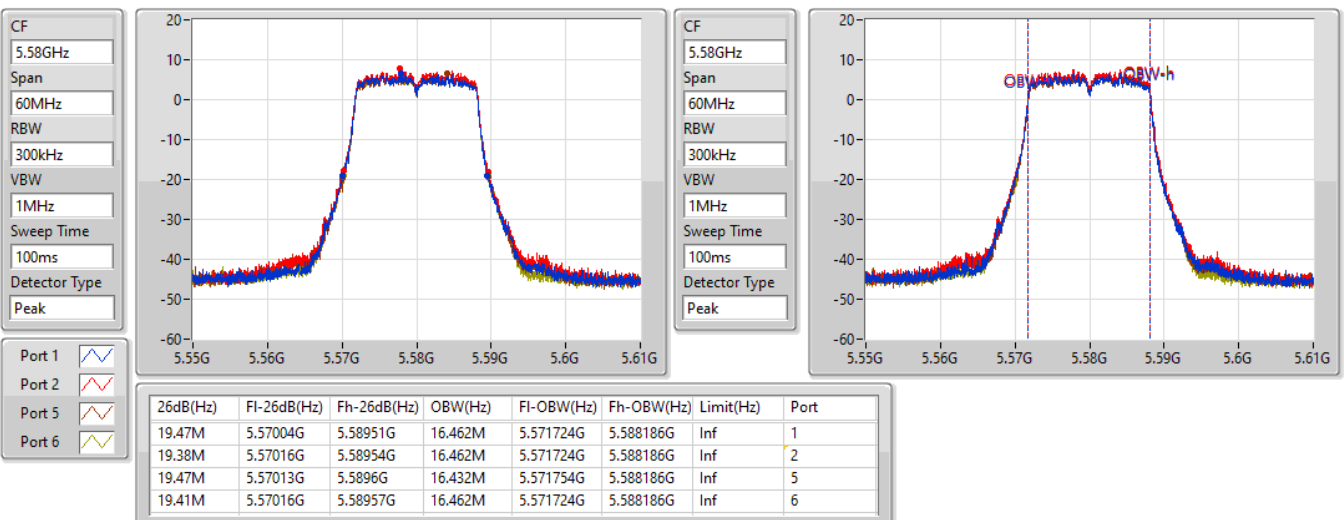 CF
5.58GHz
Span
60MHz
RBW
300kHz
VBW
1MHz
Sweep Time
100ms
Detector Type
Peak
20
10
0
-10
-20
-30
-40
-50
-60
5.55G 5.56G 5.57G 5.58G 5.59G 5.6G 5.61G
CF
5.58GHz
Span
60MHz
RBW
300kHz
VBW
1MHz
Sweep Time
100ms
Detector Type
Peak
20
10
0
-10
-20
-30
-40
-50
-60
OBW-h
5.55G 5.56G 5.57G 5.58G 5.59G 5.6G 5.61G
Port 1
Port 2
Port 5
Port 6
26dB(Hz) Fl-26dB(Hz) Fh-26dB(Hz) OBW(Hz) Fl-OBW(Hz) Fh-OBW(Hz) Limit(Hz) Port
19.47M 5.57004G 5.58951G 16.462M 5.571724G 5.588186G Inf 1
19.38M 5.57016G 5.58954G 16.462M 5.571724G 5.588186G Inf 2
19.47M 5.57013G 5.5896G 16.432M 5.571754G 5.588186G Inf 5
19.41M 5.57016G 5.58957G 16.462M 5.571724G 5.588186G Inf 6